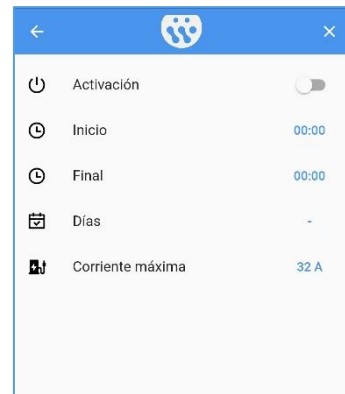 Activación
Inicio 00:00
Final 00:00
Días -
Corriente máxima 32 A